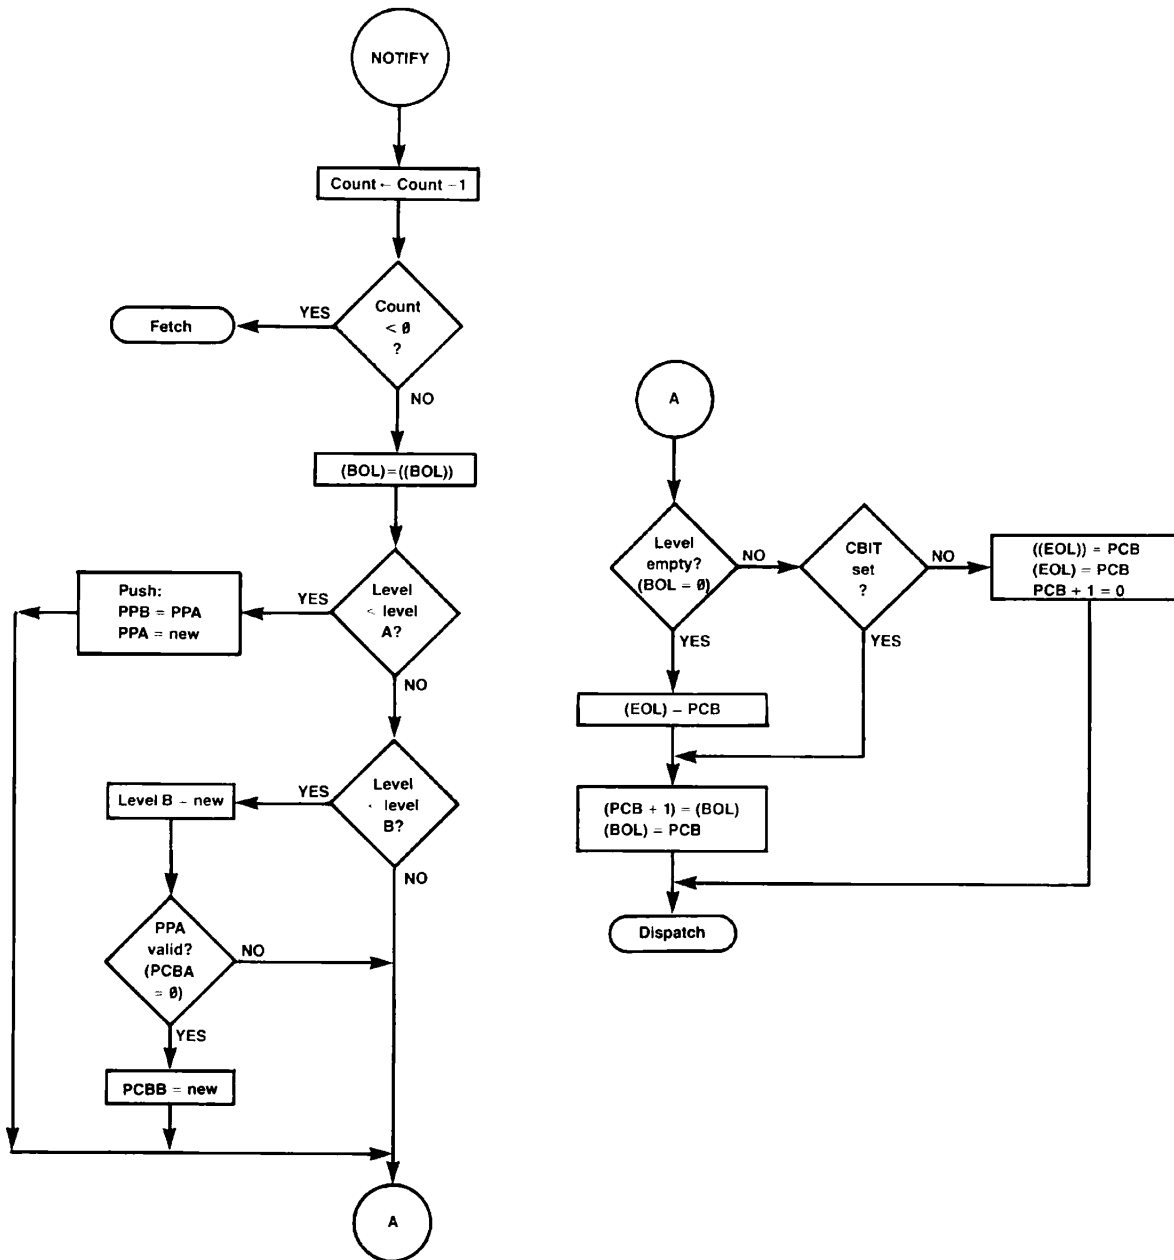 NOTIFY
Count ← Count −1
Count
< 0
?
YES
Fetch
NO
(BOL)=((BOL))
Level
< level
A?
YES
Push:
PPB = PPA
PPA = new
NO
Level
level
B?
YES
Level B = new
NO
PPA
valid?
(PCBA
= 0)
NO
YES
PCBB = new
A
A
Level
empty?
(BOL = 0)
NO
CBIT
set
?
NO
((EOL)) = PCB
(EOL) = PCB
PCB + 1 = 0
YES
YES
(EOL) = PCB
(PCB + 1) = (BOL)
(BOL) = PCB
Dispatch